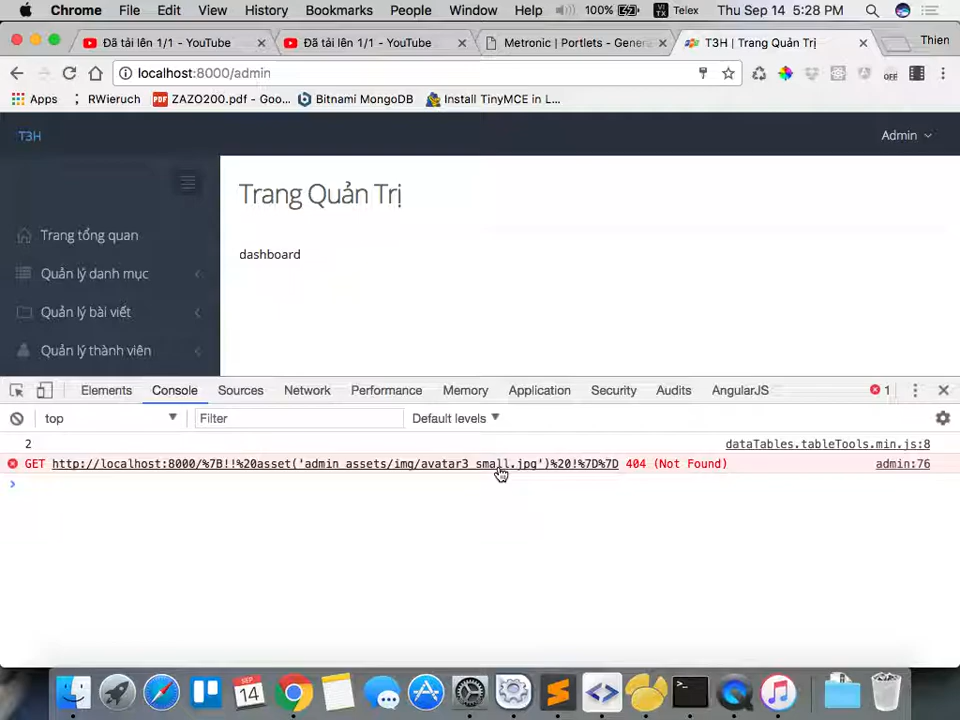 Chrome File Edit View History Bookmarks People Window Help 100% VI TX Telex Thu Sep 14 5:28 PM
Đã tải lên 1/1 - YouTube Đã tải lên 1/1 - YouTube Metronic | Portlets - Gener T3H | Trang Quản Trị Thien
localhost:8000/admin OFF
Apps RWieruch PDF ZAZO200.pdf - Goo... Bitnami MongoDB Install TinyMCE in L...
T3H Admin
Trang Quản Trị
Trang tổng quan
dashboard
Quản lý danh mục
Quản lý bài viết
Quản lý thành viên
Elements Console Sources Network Performance Memory Application Security Audits AngularJS 1
top Filter Default levels
2 dataTables.tableTools.min.js:8
GET http://localhost:8000/%7B!!%20asset('admin_assets/img/avatar3_small.jpg')%20!%7D%7D 404 (Not Found) admin:76
SEP
14